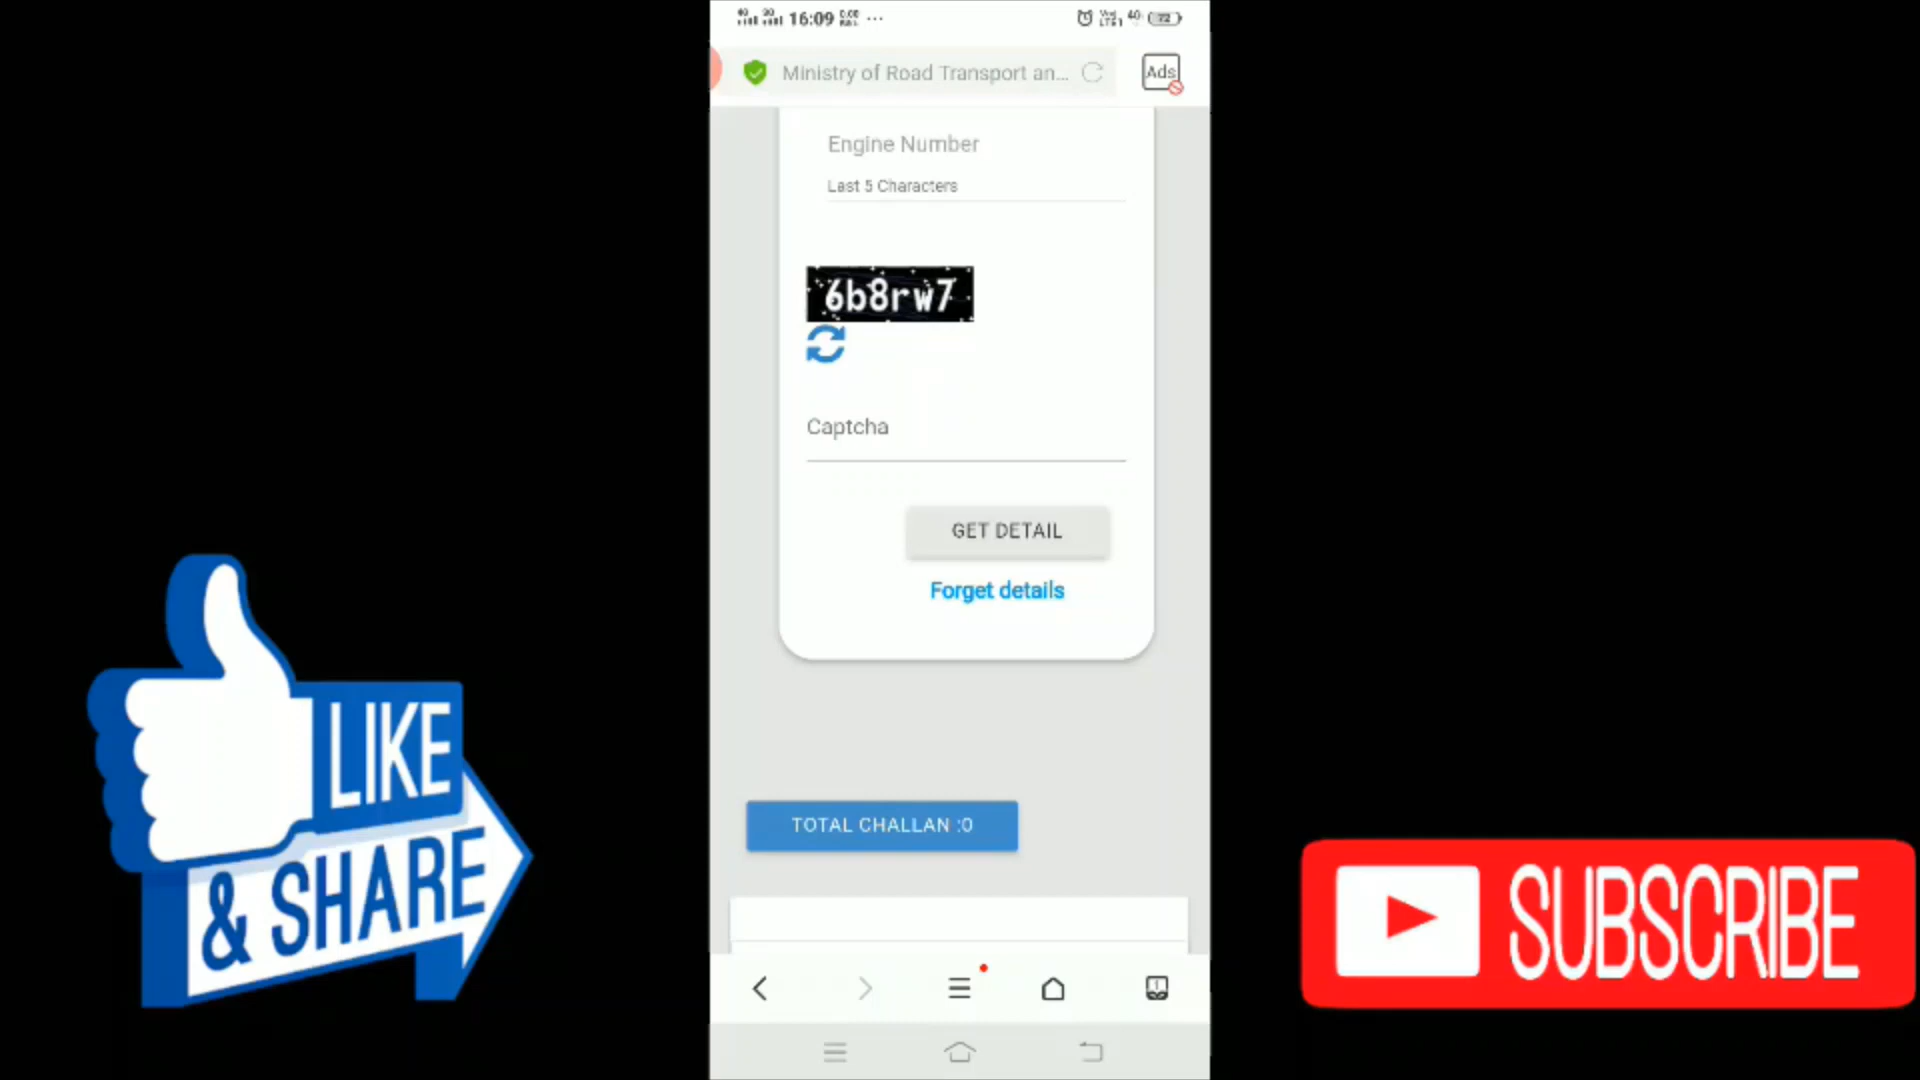 16:09
72
Ministry of Road Transport an...
Ads
Engine Number
Last 5 Characters
6b8rw7
Captcha
GET DETAIL
Forget details
TOTAL CHALLAN :0
LIKE
& SHARE
SUBSCRIBE